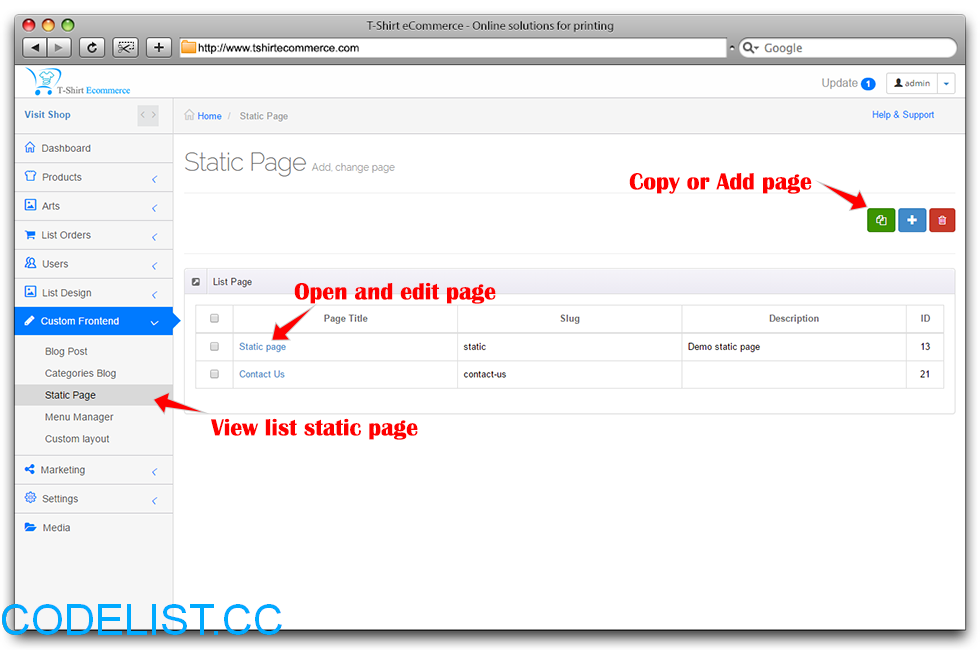 T-Shirt eCommerce - Online solutions for printing
http://www.tshirtecommerce.com
Google
T-Shirt Ecommerce
Update 1
admin
Visit Shop
Home / Static Page
Help & Support
Dashboard
Products
Arts
List Orders
Users
List Design
Custom Frontend
Blog Post
Categories Blog
Static Page
Menu Manager
Custom layout
Marketing
Settings
Media
Static Page Add, change page
Copy or Add page
List Page
Open and edit page
Page Title Slug Description ID
Static page static Demo static page 13
Contact Us contact-us 21
View list static page
CODELIST.CC